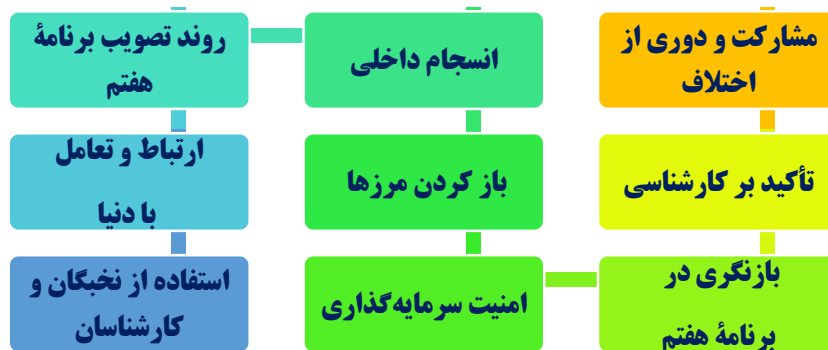 مشارکت و دوری از
اختلاف
تأکید بر کارشناسی
بازنگری در
برنامهٔ هفتم
امنیت سرمایه‌گذاری
باز کردن مرزها
انسجام داخلی
روند تصویب برنامهٔ
هفتم
ارتباط و تعامل
با دنیا
استفاده از نخبگان و
کارشناسان